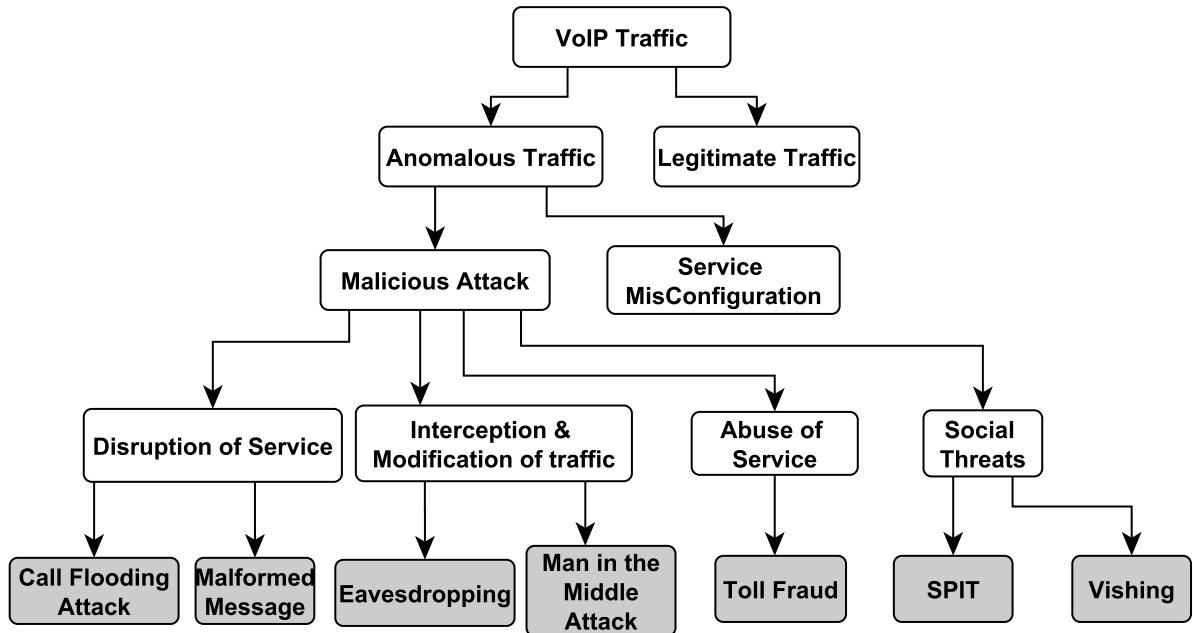 VoIP Traffic
Anomalous Traffic
Legitimate Traffic
Malicious Attack
Service
MisConfiguration
Disruption of Service
Interception &
Modification of traffic
Abuse of
Service
Social
Threats
Call Flooding
Attack
Malformed
Message
Eavesdropping
Man in the
Middle
Attack
Toll Fraud
SPIT
Vishing